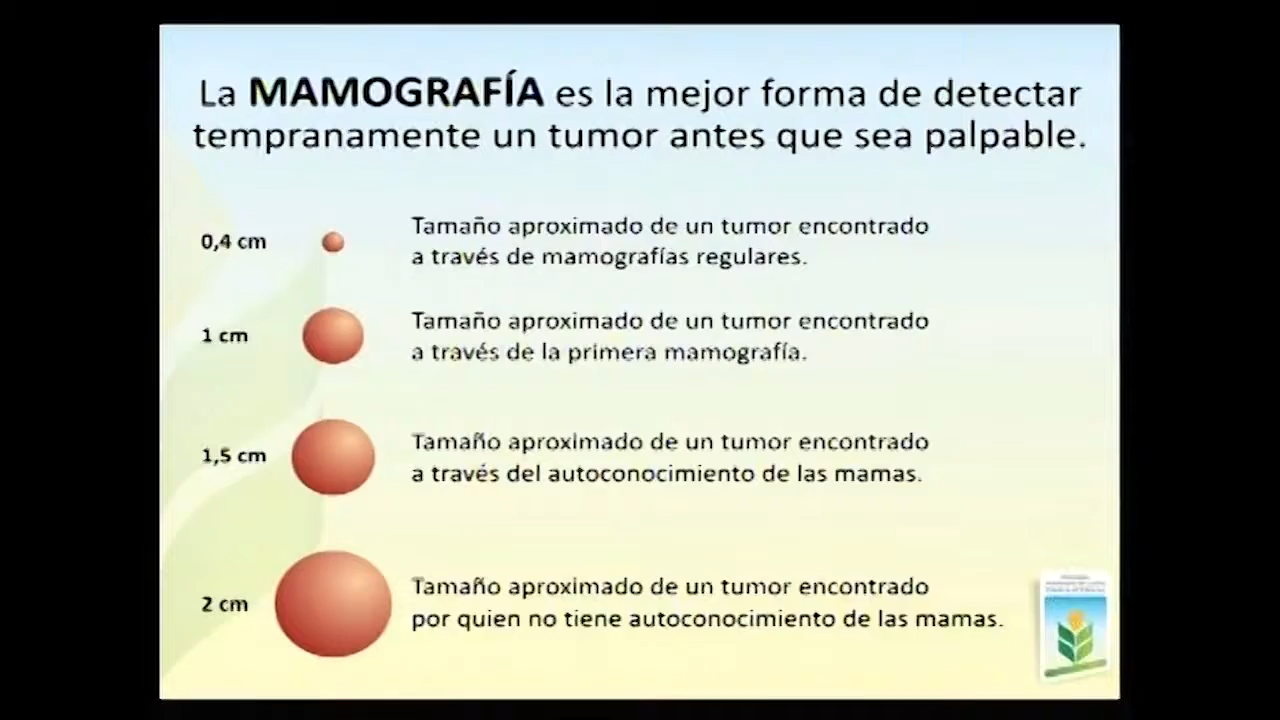 La MAMOGRAFÍA es la mejor forma de detectar
tempranamente un tumor antes que sea palpable.
0,4 cm
Tamaño aproximado de un tumor encontrado
a través de mamografías regulares.
1 cm
Tamaño aproximado de un tumor encontrado
a través de la primera mamografía.
1,5 cm
Tamaño aproximado de un tumor encontrado
a través del autoconocimiento de las mamas.
2 cm
Tamaño aproximado de un tumor encontrado
por quien no tiene autoconocimiento de las mamas.